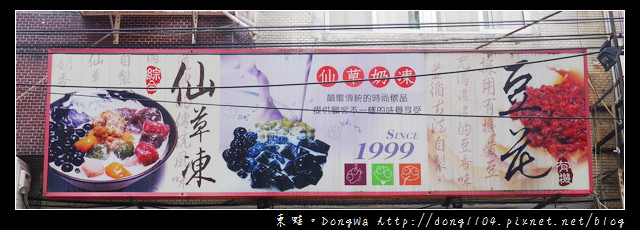 綜合
仙草凍
仙草奶凍
顛覆傳統的時尚飲品
提供顧客不一樣的味覺享受
SINCE
1999
豆花
有機
東蛙。DongWa http://dong1104.pixnet.net/blog